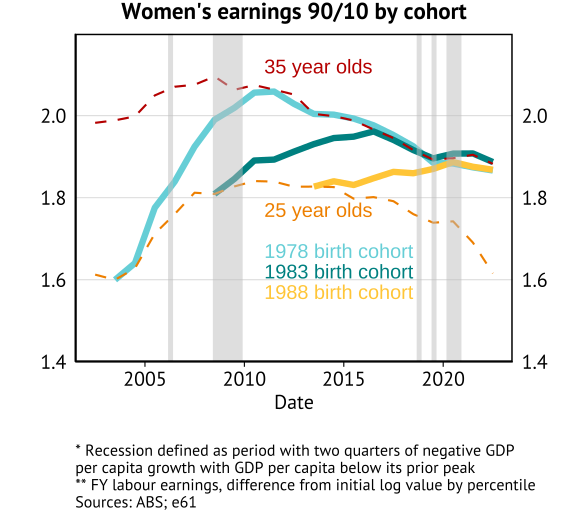 Women's earnings 90/10 by cohort
35 year olds
2.0
2.0
1.8
1.8
25 year olds
1978 birth cohort
1983 birth cohort
1988 birth cohort
1.6
1.6
1.4
1.4
2005
2010
2015
2020
Date
* Recession defined as period with two quarters of negative GDP
per capita growth with GDP per capita below its prior peak
** FY labour earnings, difference from initial log value by percentile
Sources: ABS; e61